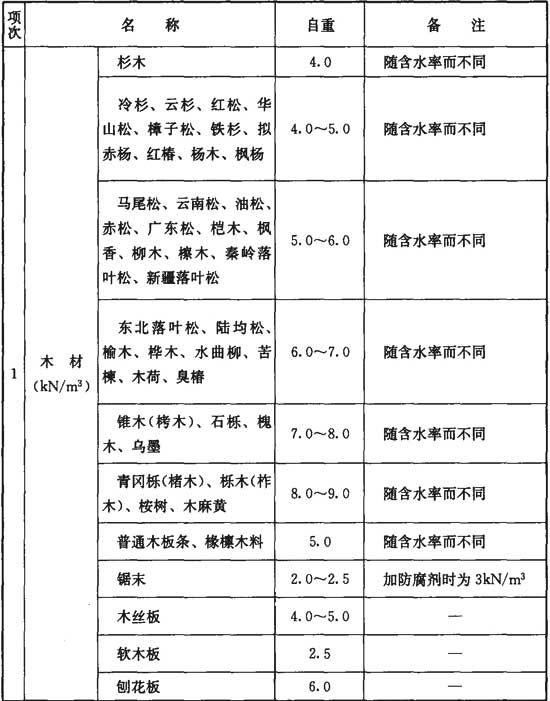 项次
名 称
自重
备 注
1
木 材
(kN/m³)
杉木
4.0
随含水率而不同
冷杉、云杉、红松、华
山松、樟子松、铁杉、拟
赤杨、红椿、杨木、枫杨
4.0~5.0
随含水率而不同
马尾松、云南松、油松、
赤松、广东松、桤木、枫
香、柳木、檫木、秦岭落
叶松、新疆落叶松
5.0~6.0
随含水率而不同
东北落叶松、陆均松、
榆木、桦木、水曲柳、苦
楝、木荷、臭椿
6.0~7.0
随含水率而不同
锥木(栲木)、石栎、槐
木、乌墨
7.0~8.0
随含水率而不同
青冈栎(楮木)、栎木(柞
木)、桉树、木麻黄
8.0~9.0
随含水率而不同
普通木板条、椽檩木料
5.0
随含水率而不同
锯末
2.0~2.5
加防腐剂时为3kN/m³
木丝板
4.0~5.0
—
软木板
2.5
—
刨花板
6.0
—